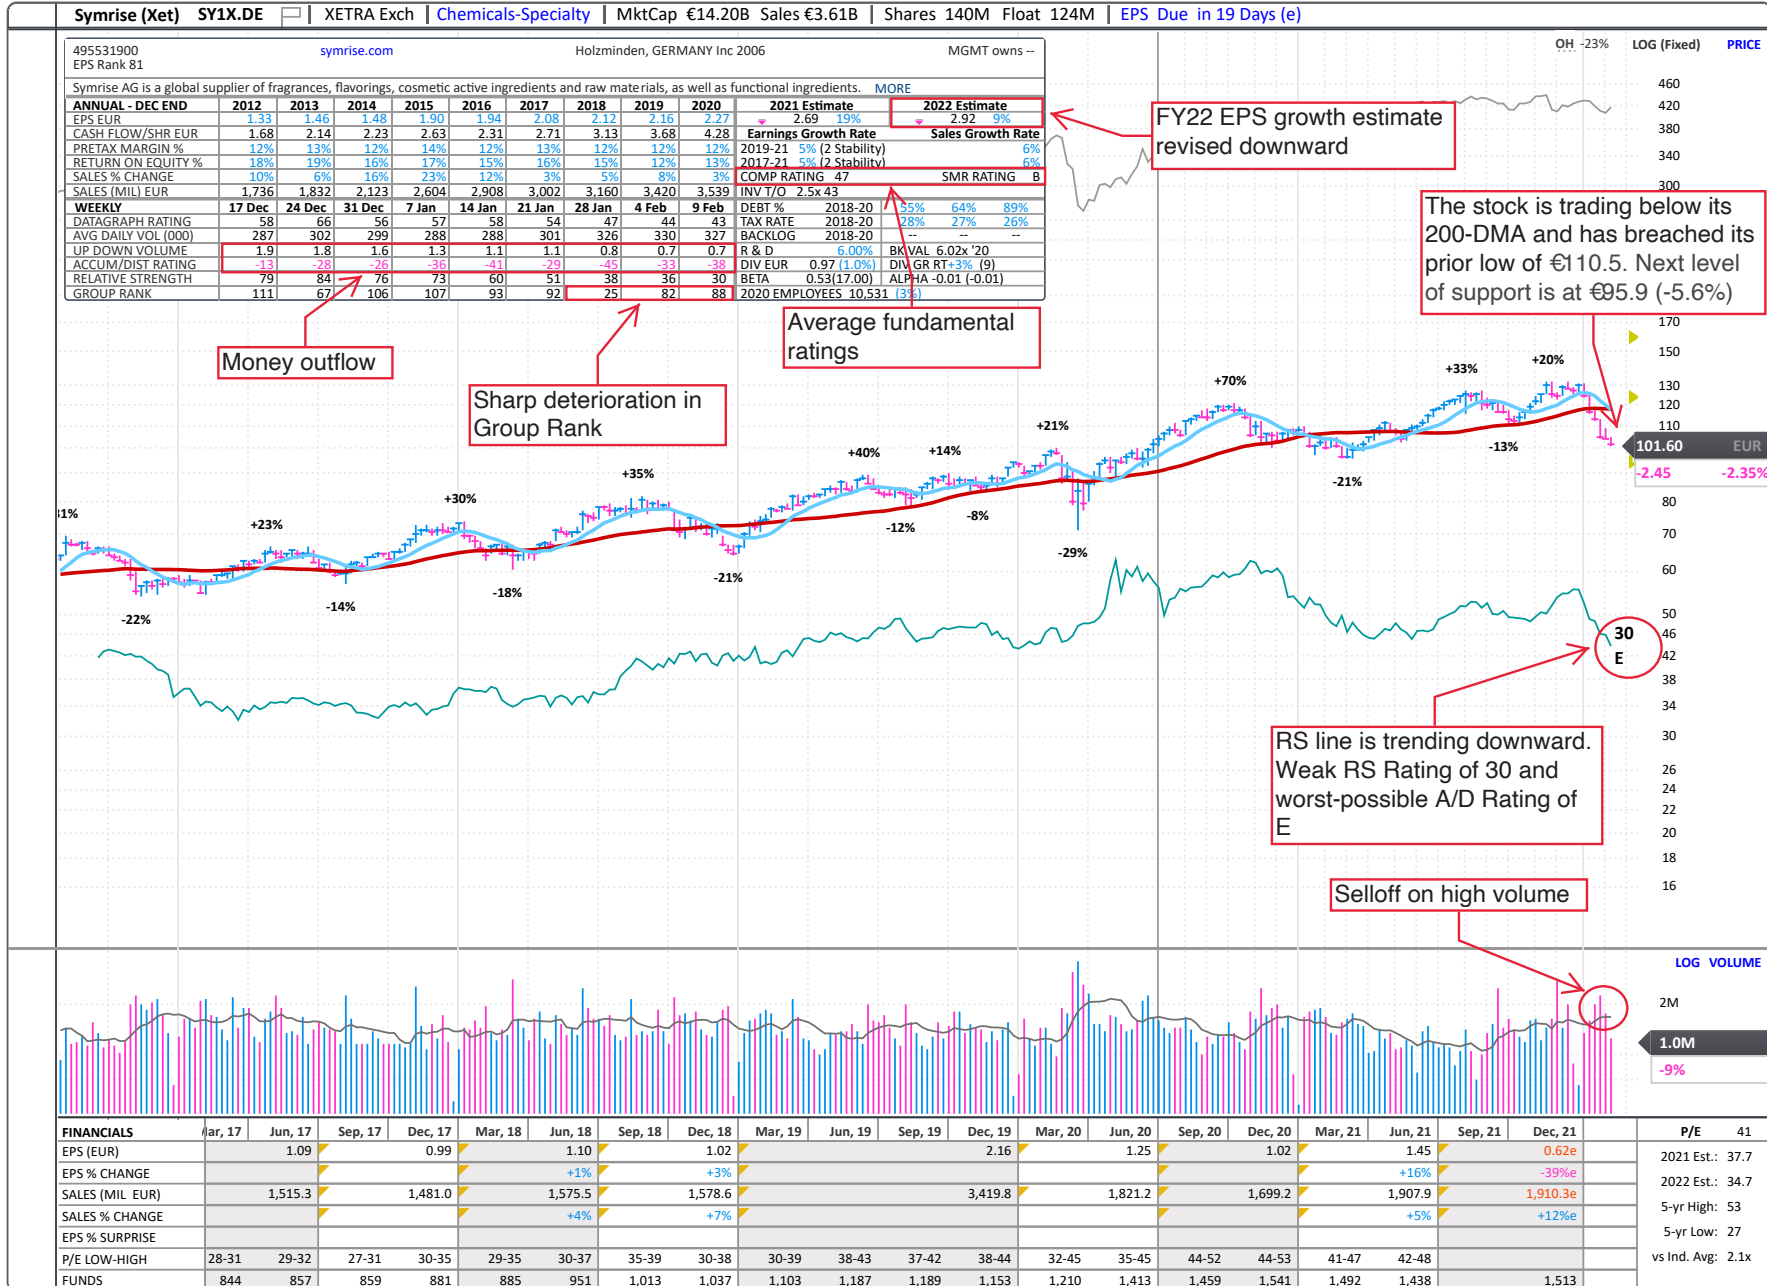 Symrise (Xet) SY1X.DE | XETRA Exch | Chemicals-Specialty | MktCap €14.20B Sales €3.61B | Shares 140M Float 124M | EPS Due in 19 Days (e)
495531900 symrise.com Holzminden, GERMANY Inc 2006 MGMT owns --
EPS Rank 81
Symrise AG is a global supplier of fragrances, flavorings, cosmetic active ingredients and raw materials, as well as functional ingredients. MORE
ANNUAL - DEC END 2012 2013 2014 2015 2016 2017 2018 2019 2020 2021 Estimate 2022 Estimate
EPS EUR 1.33 1.46 1.48 1.90 1.94 2.08 2.12 2.16 2.27 2.69 19% 2.92 9%
CASH FLOW/SHR EUR 1.68 2.14 2.23 2.63 2.31 2.71 3.13 3.68 4.28 Earnings Growth Rate Sales Growth Rate
PRETAX MARGIN % 12% 13% 12% 14% 12% 13% 12% 12% 12% 2019-21 5% (2 Stability) 6%
RETURN ON EQUITY % 18% 19% 16% 17% 15% 16% 15% 12% 13% 2017-21 5% (2 Stability) 6%
SALES % CHANGE 10% 6% 16% 23% 12% 3% 5% 8% 3% COMP RATING 47 SMR RATING B
SALES (MIL) EUR 1,736 1,832 2,123 2,604 2,908 3,002 3,160 3,420 3,539 INV T/O 2.5x 43
WEEKLY 17 Dec 24 Dec 31 Dec 7 Jan 14 Jan 21 Jan 28 Jan 4 Feb 9 Feb DEBT % 2018-20 55% 64% 89%
DATAGRAPH RATING 58 66 56 57 58 54 47 44 43 TAX RATE 2018-20 28% 27% 26%
AVG DAILY VOL (000) 287 302 299 288 288 301 326 330 327 BACKLOG 2018-20 -- -- --
UP DOWN VOLUME 1.9 1.8 1.6 1.3 1.1 1.1 0.8 0.7 0.7 R & D 6.00% BK VAL 6.02x '20
ACCUM/DIST RATING -13 -28 -26 -36 -41 -29 -45 -33 -38 DIV EUR 0.97 (1.0%) DIV GR RT +3% (9)
RELATIVE STRENGTH 79 84 76 73 60 51 38 36 30 BETA 0.53(17.00) ALPHA -0.01 (-0.01)
GROUP RANK 111 67 106 107 93 92 25 82 88 2020 EMPLOYEES 10,531 (3%)
OH -23% LOG (Fixed) PRICE
FY22 EPS growth estimate
revised downward
The stock is trading below its
200-DMA and has breached its
prior low of €110.5. Next level
of support is at €95.9 (-5.6%)
Money outflow
Sharp deterioration in
Group Rank
Average fundamental
ratings
460
420
380
340
300
170
150
130
120
110
101.60 EUR
-2.45 -2.35%
80
70
60
50
46
42
38
34
30
26
24
22
20
18
16
31% -22% +23% -14% +30% -18% +35% -21% +40% -12% +14% -8% +21% -29% +70% -21% +33% -13% +20%
30
E
RS line is trending downward.
Weak RS Rating of 30 and
worst-possible A/D Rating of
E
Selloff on high volume
LOG VOLUME
2M
1.0M
-9%
FINANCIALS ar, 17 Jun, 17 Sep, 17 Dec, 17 Mar, 18 Jun, 18 Sep, 18 Dec, 18 Mar, 19 Jun, 19 Sep, 19 Dec, 19 Mar, 20 Jun, 20 Sep, 20 Dec, 20 Mar, 21 Jun, 21 Sep, 21 Dec, 21
EPS (EUR) 1.09 0.99 1.10 1.02 2.16 1.25 1.02 1.45 0.62e
EPS % CHANGE +1% +3% +16% -39%e
SALES (MIL EUR) 1,515.3 1,481.0 1,575.5 1,578.6 3,419.8 1,821.2 1,699.2 1,907.9 1,910.3e
SALES % CHANGE +4% +7% +5% +12%e
EPS % SURPRISE
P/E LOW-HIGH 28-31 29-32 27-31 30-35 29-35 30-37 35-39 30-38 30-39 38-43 37-42 38-44 32-45 35-45 44-52 44-53 41-47 42-48
FUNDS 844 857 859 881 885 951 1,013 1,037 1,103 1,187 1,189 1,153 1,210 1,413 1,459 1,541 1,492 1,438 1,513
P/E 41
2021 Est.: 37.7
2022 Est.: 34.7
5-yr High: 53
5-yr Low: 27
vs Ind. Avg: 2.1x